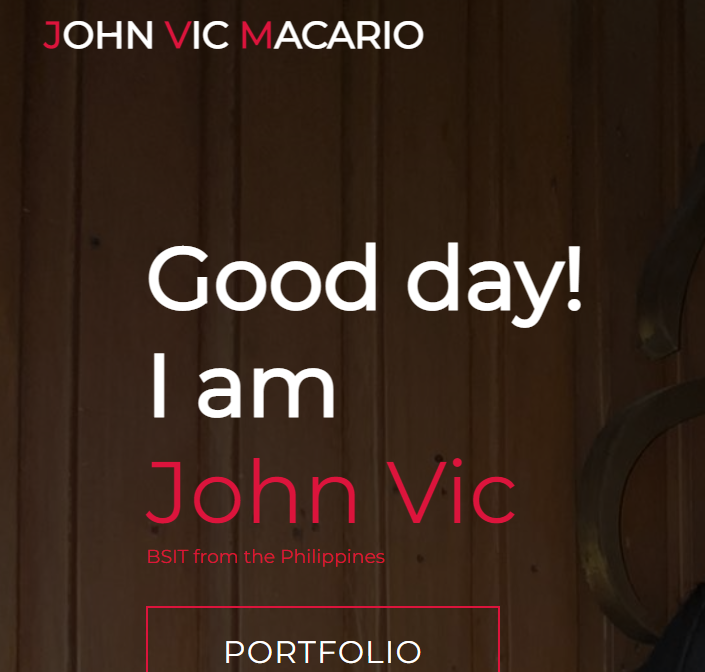 JOHN VIC MACARIO
Good day!
I am
John Vic
BSIT from the Philippines
PORTFOLIO